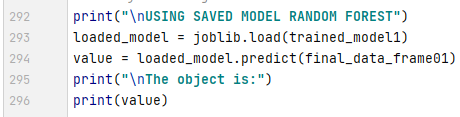 292 print("\nUSING SAVED MODEL RANDOM FOREST")
293 loaded_model = joblib.load(trained_model1)
294 value = loaded_model.predict(final_data_frame01)
295 print("\nThe object is:")
296 print(value)